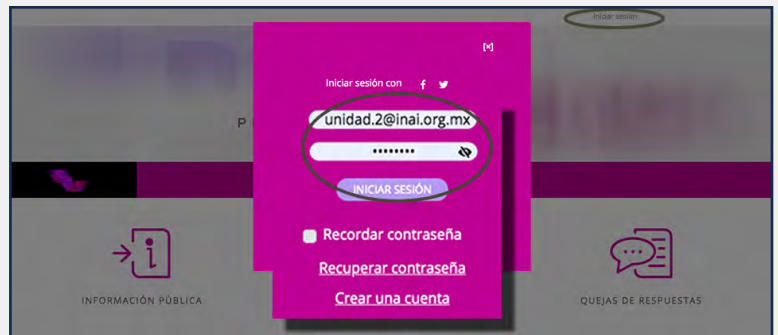 Iniciar sesión
[×]
Iniciar sesión con
P
unidad.2@inai.org.mx
••••••••
INICIAR SESIÓN
Recordar contraseña
Recuperar contraseña
Crear una cuenta
INFORMACIÓN PÚBLICA
QUEJAS DE RESPUESTAS